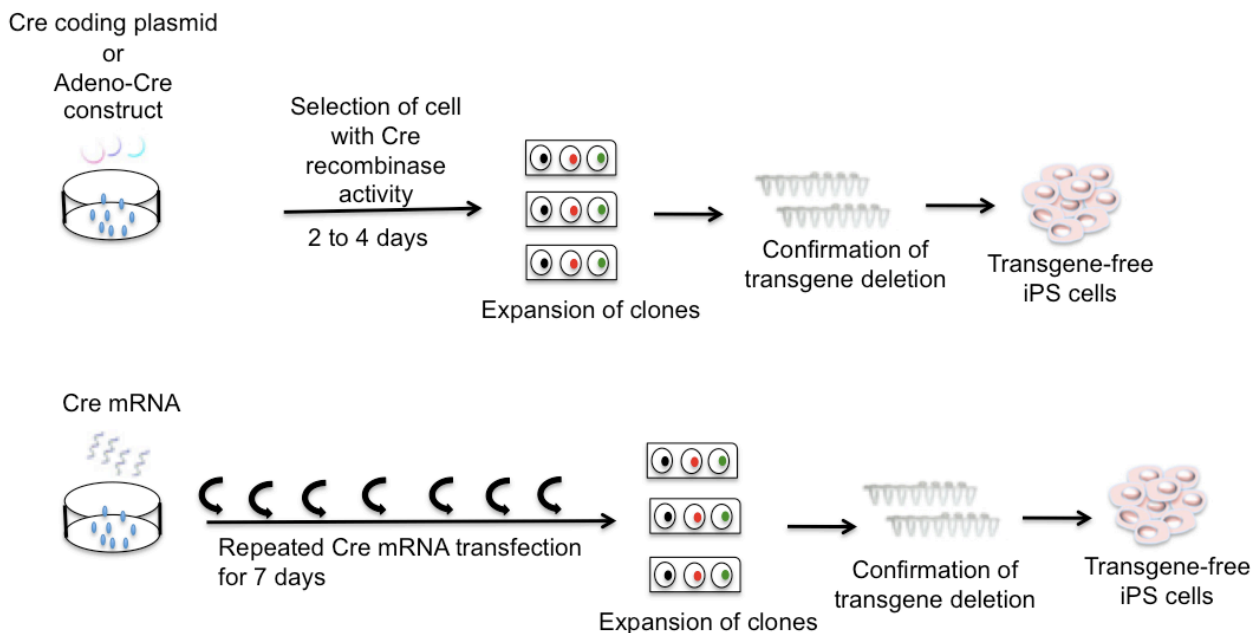 Cre coding plasmid
or
Adeno-Cre
construct
Selection of cell
with Cre
recombinase
activity
2 to 4 days
Expansion of clones
Confirmation of
transgene deletion
Transgene-free
iPS cells
Cre mRNA
Repeated Cre mRNA transfection
for 7 days
Expansion of clones
Confirmation of
transgene deletion
Transgene-free
iPS cells